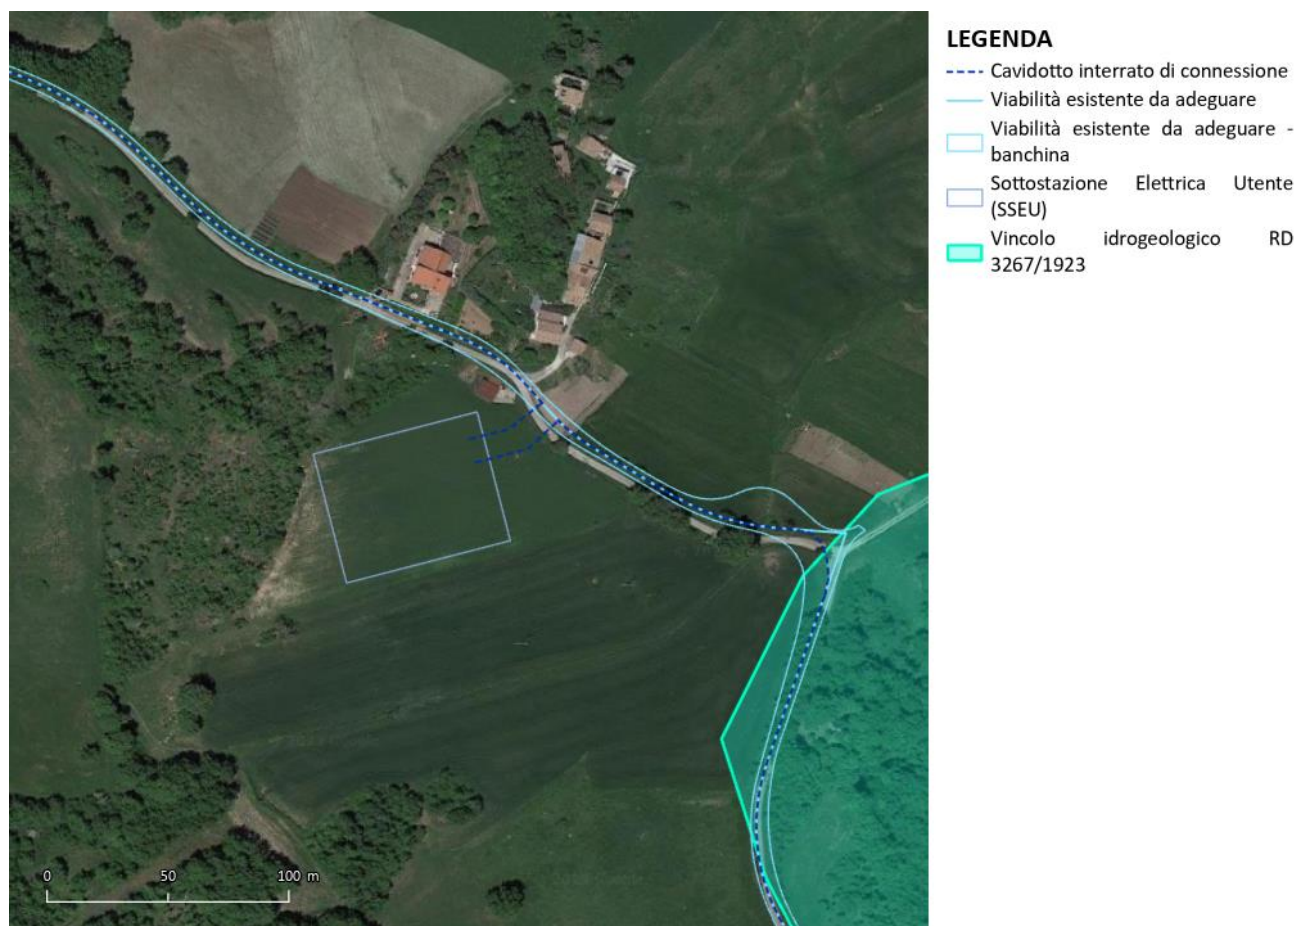 LEGENDA
Cavidotto interrato di connessione
Viabilità esistente da adeguare
Viabilità esistente da adeguare -
banchina
Sottostazione Elettrica Utente
(SSEU)
Vincolo idrogeologico RD
3267/1923
0 50 100 m